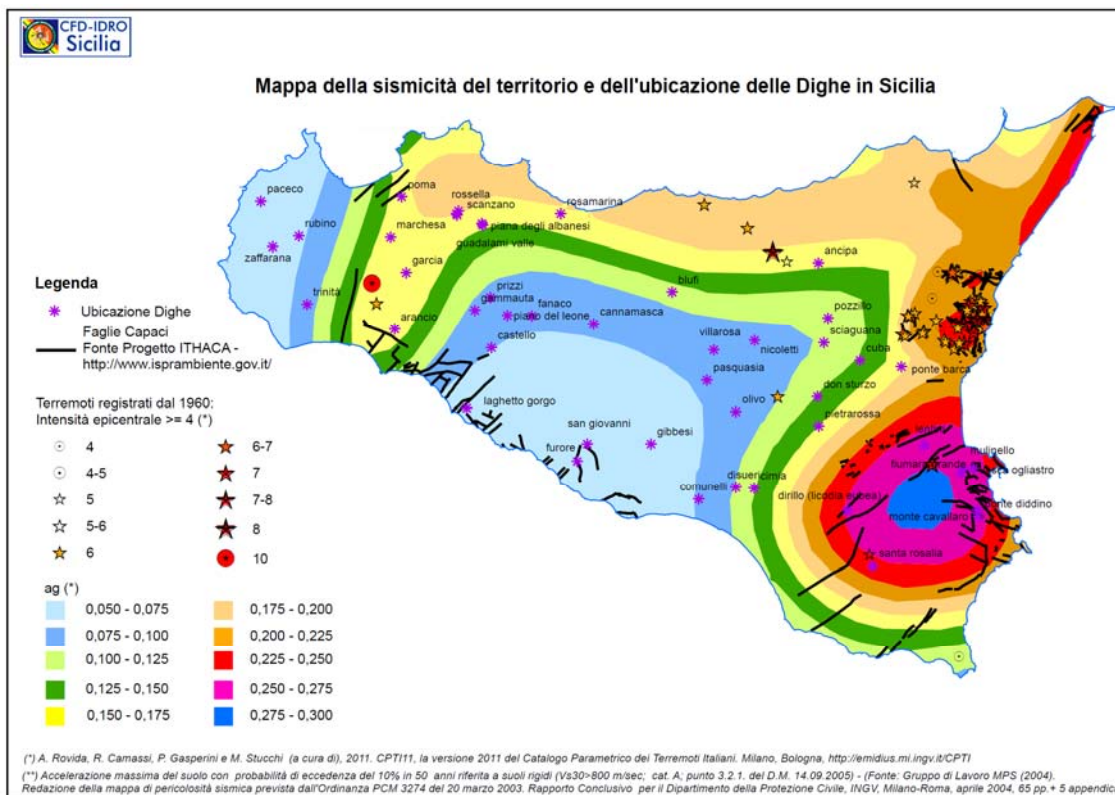 CFD-IDRO
Sicilia
Mappa della sismicità del territorio e dell'ubicazione delle Dighe in Sicilia
paceco
rubino
zaffarana
trinità
poma
rossella
scanzano
rosamarina
marchesa
piana degli albanesi
guadalami valle
garcia
prizzi
gammauta
fanaco
piano del leone
cannamasca
arancio
castello
laghetto gorgo
san giovanni
furore
gibbesi
blufi
ancipa
pozzillo
villarosa
nicoletti
sciaguana
cuba
pasquasia
ponte barca
olivo
don sturzo
pietrarossa
comunelli
disueri
cimia
lentini
mulinello
fiumara grande
ogliastro
dirillo (licodia eubea)
diddino
monte cavallaro
santa rosalia
Legenda
Ubicazione Dighe
Faglie Capaci
Fonte Progetto ITHACA -
http://www.isprambiente.gov.it/
Terremoti registrati dal 1960:
Intensità epicentrale >= 4 (*)
4
4-5
5
5-6
6
6-7
7
7-8
8
10
ag (*)
0,050 - 0,075
0,075 - 0,100
0,100 - 0,125
0,125 - 0,150
0,150 - 0,175
0,175 - 0,200
0,200 - 0,225
0,225 - 0,250
0,250 - 0,275
0,275 - 0,300
(*) A. Rovida, R. Camassi, P. Gasperini e M. Stucchi (a cura di), 2011. CPTI11, la versione 2011 del Catalogo Parametrico dei Terremoti Italiani. Milano, Bologna, http://emidius.mi.ingv.it/CPTI
(**) Accelerazione massima del suolo con probabilità di eccedenza del 10% in 50 anni riferita a suoli rigidi (Vs30>800 m/sec; cat. A; punto 3.2.1. del D.M. 14.09.2005) - (Fonte: Gruppo di Lavoro MPS (2004).
Redazione della mappa di pericolosità sismica prevista dall'Ordinanza PCM 3274 del 20 marzo 2003. Rapporto Conclusivo per il Dipartimento della Protezione Civile, INGV, Milano-Roma, aprile 2004, 65 pp.+ 5 appendici